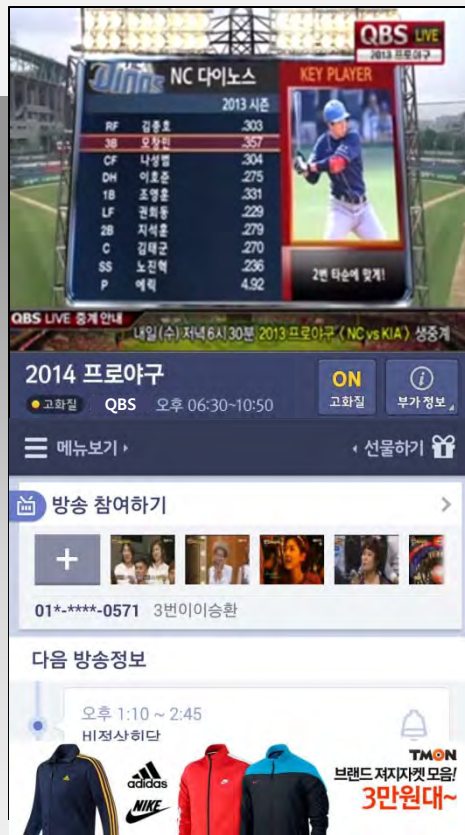 QBS LIVE
2013 프로야구
Dinos NC 다이노스
KEY PLAYER
2013 시즌
RF 김종호 .303
3B 모창민 .357
CF 나성범 .304
DH 이호준 .275
1B 조영훈 .331
LF 권희동 .229
2B 지석훈 .279
C 김태군 .270
SS 노진혁 .236
P 에릭 4.92
2번 타순에 맞게!
QBS LIVE 중계안내
내일(수) 저녁 6시 30분 2013 프로야구 〈NC vs KIA〉 생중계
2014 프로야구
고화질 QBS 오후 06:30~10:50
ON
고화질
부가정보
메뉴보기
선물하기
방송 참여하기
01*-****-0571 3번이이승환
다음 방송정보
오후 1:10 ~ 2:45
비정상회담
adidas
NIKE
TMON
브랜드 져지자켓 모음!
3만원대~